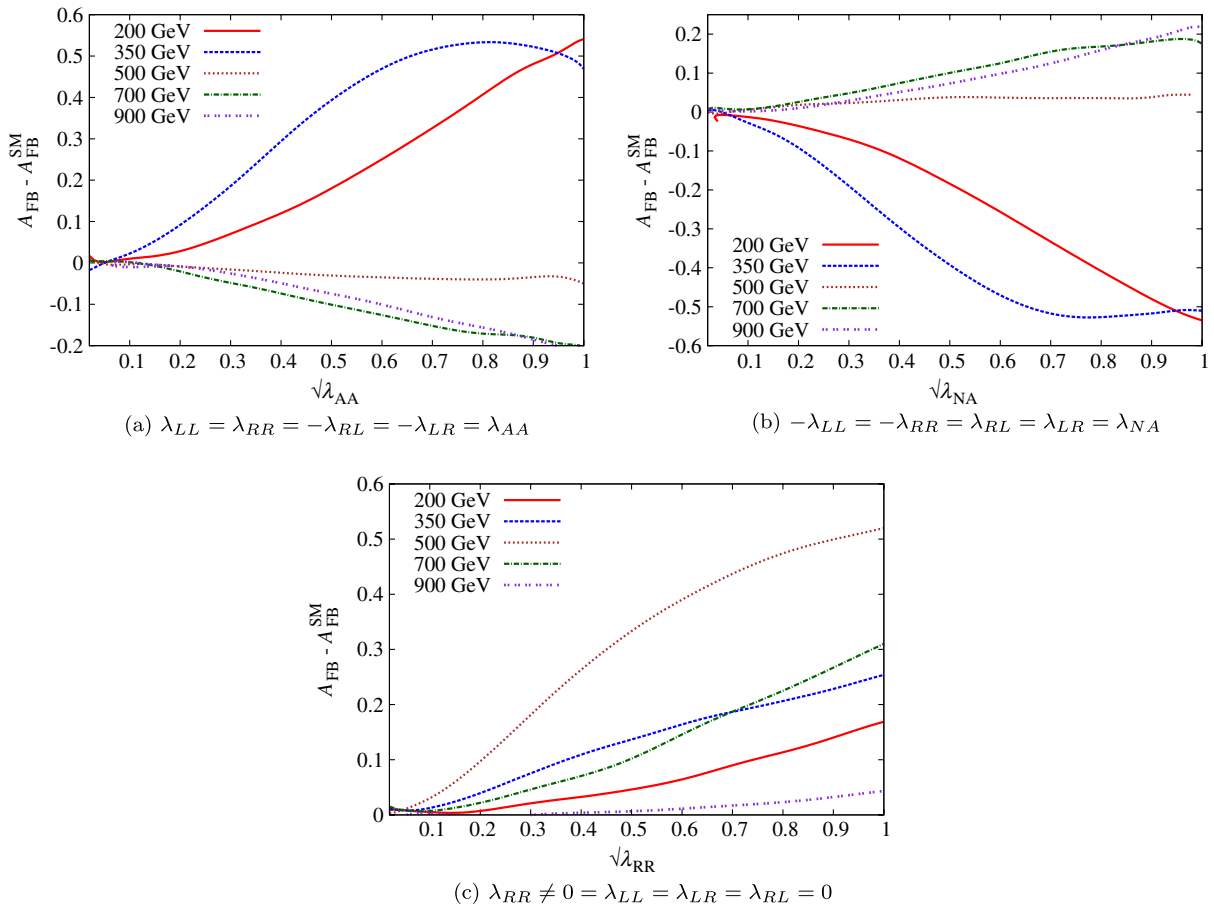 0.6
0.5
0.4
0.3
0.2
0.1
0
-0.1
-0.2
A_FB - A_FB^SM
200 GeV
350 GeV
500 GeV
700 GeV
900 GeV
0.1 0.2 0.3 0.4 0.5 0.6 0.7 0.8 0.9 1
√λ_AA
(a) λ_LL = λ_RR = −λ_RL = −λ_LR = λ_AA
0.2
0.1
0
-0.1
-0.2
-0.3
-0.4
-0.5
-0.6
A_FB - A_FB^SM
200 GeV
350 GeV
500 GeV
700 GeV
900 GeV
0.1 0.2 0.3 0.4 0.5 0.6 0.7 0.8 0.9 1
√λ_NA
(b) −λ_LL = −λ_RR = λ_RL = λ_LR = λ_NA
0.6
0.5
0.4
0.3
0.2
0.1
0
A_FB - A_FB^SM
200 GeV
350 GeV
500 GeV
700 GeV
900 GeV
0.1 0.2 0.3 0.4 0.5 0.6 0.7 0.8 0.9 1
√λ_RR
(c) λ_RR ≠ 0 = λ_LL = λ_LR = λ_RL = 0